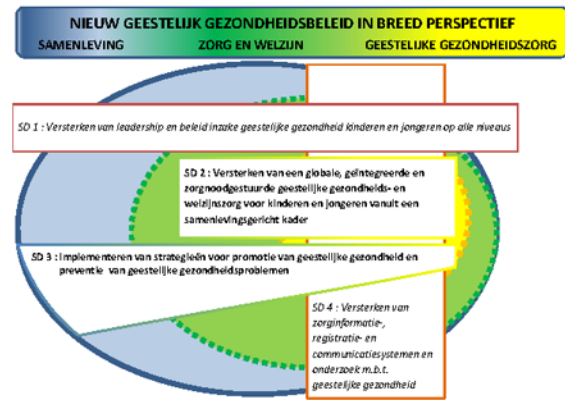 NIEUW GEESTELIJK GEZONDHEIDSBELEID IN BREED PERSPECTIEF
SAMENLEVING ZORG EN WELZIJN GEESTELIJKE GEZONDHEIDSZORG
SD 1 : Versterken van leadership en beleid inzake geestelijke gezondheid kinderen en jongeren op alle niveaus
SD 2 : Versterken van een globale, geïntegreerde en
zorgnoodgestuurde geestelijke gezondheids- en
welzijnszorg voor kinderen en jongeren vanuit een
samenlevingsgericht kader
SD 3 : Implementeren van strategieën voor promotie van geestelijke gezondheid en
preventie van geestelijke gezondheidsproblemen
SD 4 : Versterken van
zorginformatie-,
registratie- en
communicatiesystemen en
onderzoek m.b.t.
geestelijke gezondheid